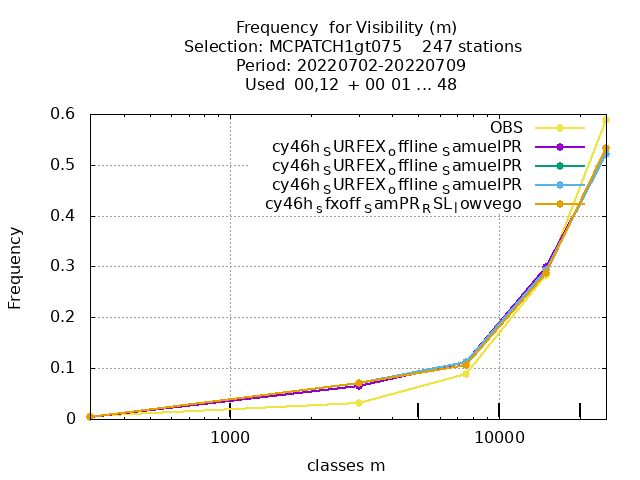 Frequency for Visibility (m)
Selection: MCPATCH1gt075 247 stations
Period: 20220702-20220709
Used 00,12 + 00 01 ... 48
0.6
0.5
0.4
0.3
0.2
0.1
0
Frequency
OBS
cy46h_SURFEX_offline_SamuelPR
cy46h_SURFEX_offline_SamuelPR
cy46h_SURFEX_offline_SamuelPR
cy46h_sfxoff_SamPR_RSL_lowvego
1000
10000
classes m